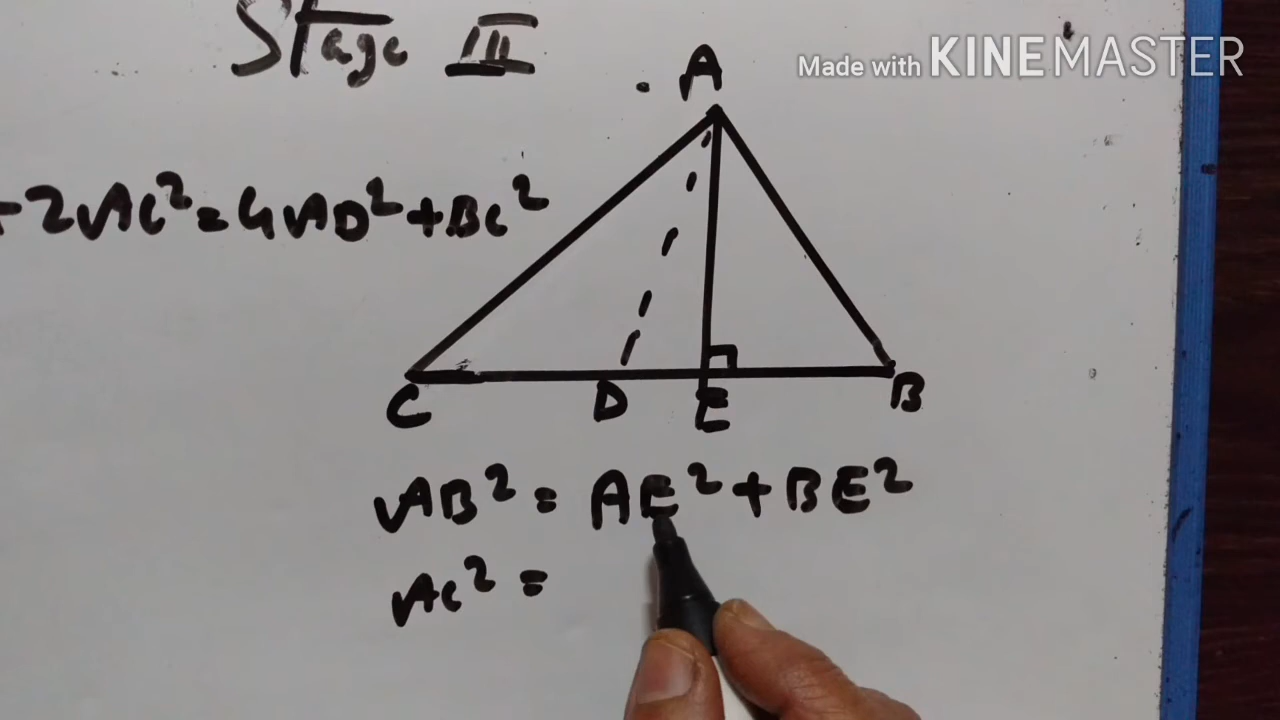 Stage III
Made with KINEMASTER
A
+2AC²=4AD²+BC²
C D E B
AB² = AE² + BE²
AC² =